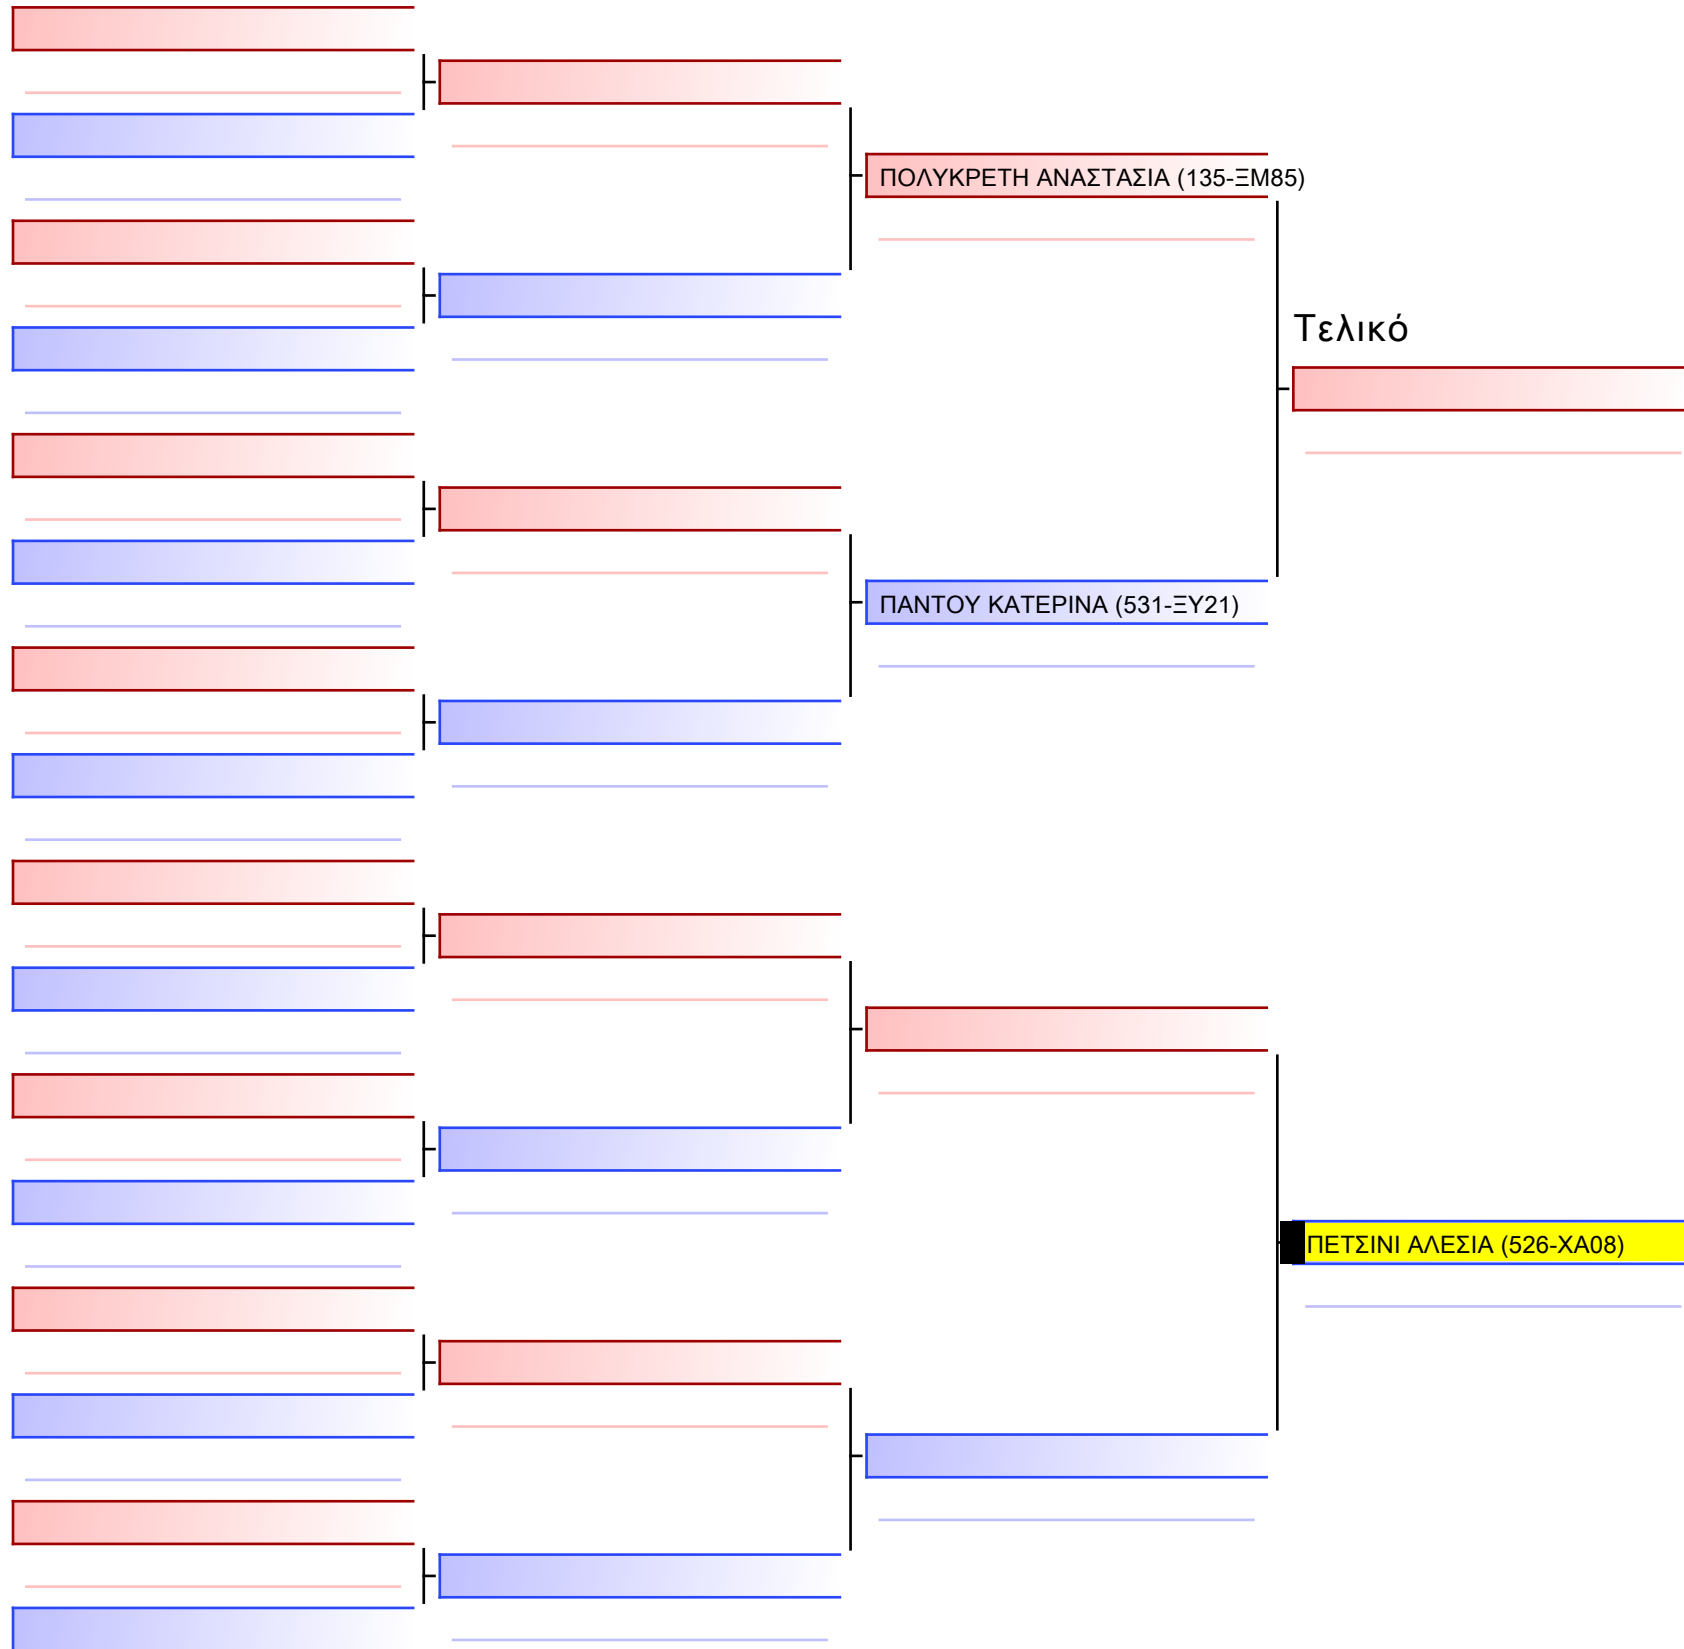 ΠΟΛΥΚΡΕΤΗ ΑΝΑΣΤΑΣΙΑ (135-ΞΜ85)
Τελικό
ΠΑΝΤΟΥ ΚΑΤΕΡΙΝΑ (531-ΞΥ21)
ΠΕΤΣΙΝΙ ΑΛΕΣΙΑ (526-ΧΑ08)